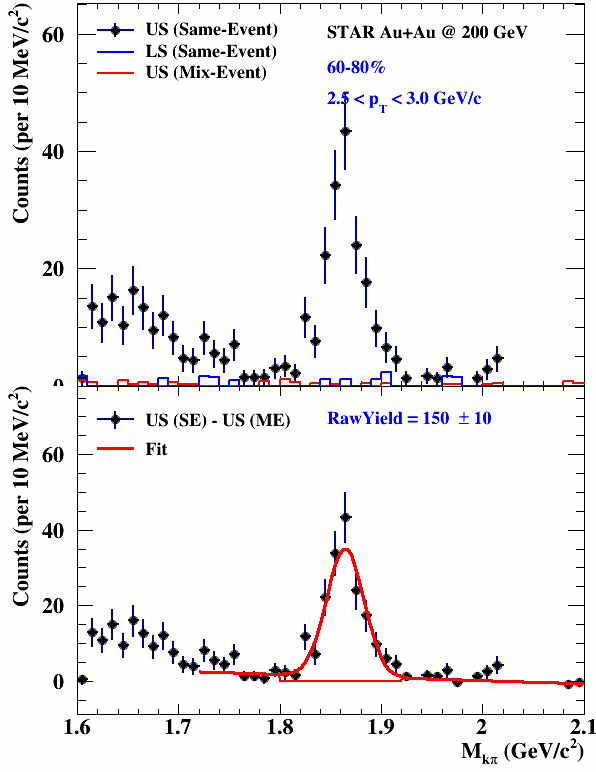 Counts (per 10 MeV/c²)
US (Same-Event)
LS (Same-Event)
US (Mix-Event)
STAR Au+Au @ 200 GeV
60-80%
2.5 < p_T < 3.0 GeV/c
60
40
20
0
Counts (per 10 MeV/c²)
US (SE) - US (ME)
Fit
RawYield = 150 ± 10
60
40
20
0
1.6 1.7 1.8 1.9 2 2.1
M_kπ (GeV/c²)